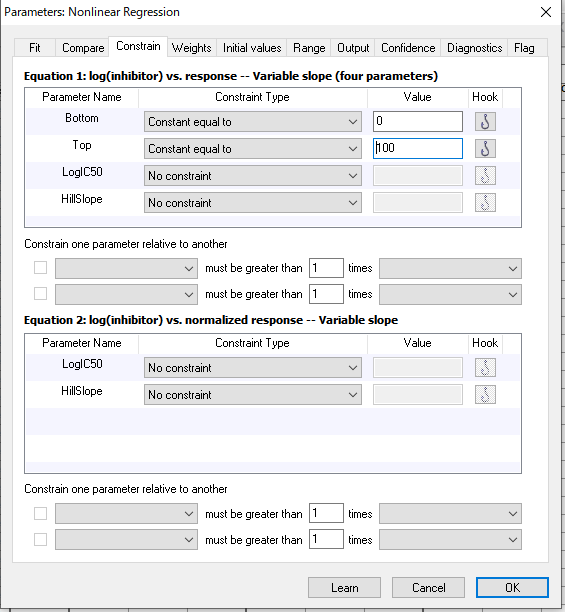 Parameters: Nonlinear Regression
Fit Compare Constrain Weights Initial values Range Output Confidence Diagnostics Flag
Equation 1: log(inhibitor) vs. response -- Variable slope (four parameters)
Parameter Name Constraint Type Value Hook
Bottom Constant equal to 0
Top Constant equal to 100
LogIC50 No constraint
HillSlope No constraint
Constrain one parameter relative to another
must be greater than 1 times
must be greater than 1 times
Equation 2: log(inhibitor) vs. normalized response -- Variable slope
Parameter Name Constraint Type Value Hook
LogIC50 No constraint
HillSlope No constraint
Constrain one parameter relative to another
must be greater than 1 times
must be greater than 1 times
Learn Cancel OK